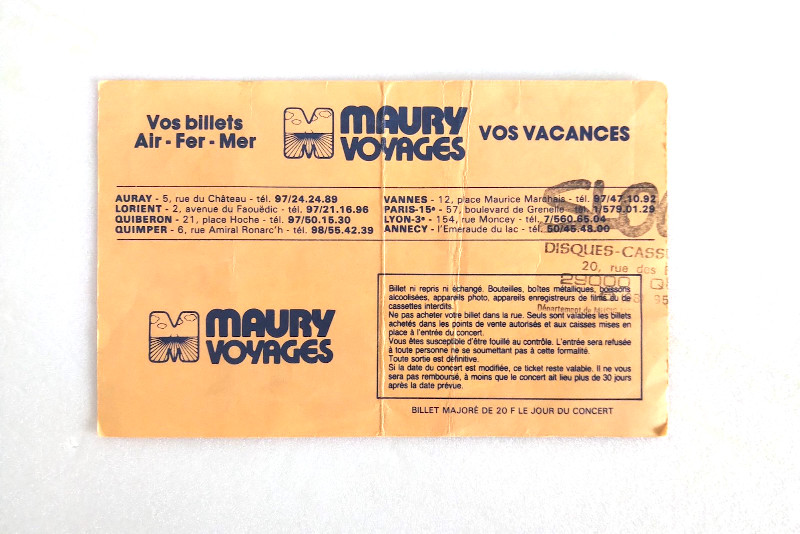 Vos billets
Air - Fer - Mer
MAURY
VOYAGES
VOS VACANCES
AURAY - 5, rue du Château - tél. 97/24.24.89
LORIENT - 2, avenue du Faouëdic - tél. 97/21.16.96
QUIBERON - 21, place Hoche - tél. 97/50.15.30
QUIMPER - 6, rue Amiral Ronarc'h - tél. 98/55.42.39
VANNES - 12, place Maurice Marchais - tél. 97/47.10.92
PARIS-15e - 57, boulevard de Grenelle - tél. 1/579.01.29
LYON-3e - 154, rue Moncey - tél. 7/560.65.04
ANNECY - l'Emeraude du lac - tél. 50/45.48.00
DISQUES-CASS
20, rue des
29000 QU
Département de Music
MAURY
VOYAGES
Billet ni repris ni échangé. Bouteilles, boîtes métalliques, boissons
alcoolisées, appareils photo, appareils enregistreurs de films ou de
cassettes interdits.
Ne pas acheter votre billet dans la rue. Seuls sont valables les billets
achetés dans les points de vente autorisés et aux caisses mises en
place à l'entrée du concert.
Vous êtes susceptible d'être fouillé au contrôle. L'entrée sera refusée
à toute personne ne se soumettant pas à cette formalité.
Toute sortie est définitive.
Si la date du concert est modifiée, ce ticket reste valable. Il ne vous
sera pas remboursé, à moins que le concert ait lieu plus de 30 jours
après la date prévue.
BILLET MAJORÉ DE 20 F LE JOUR DU CONCERT